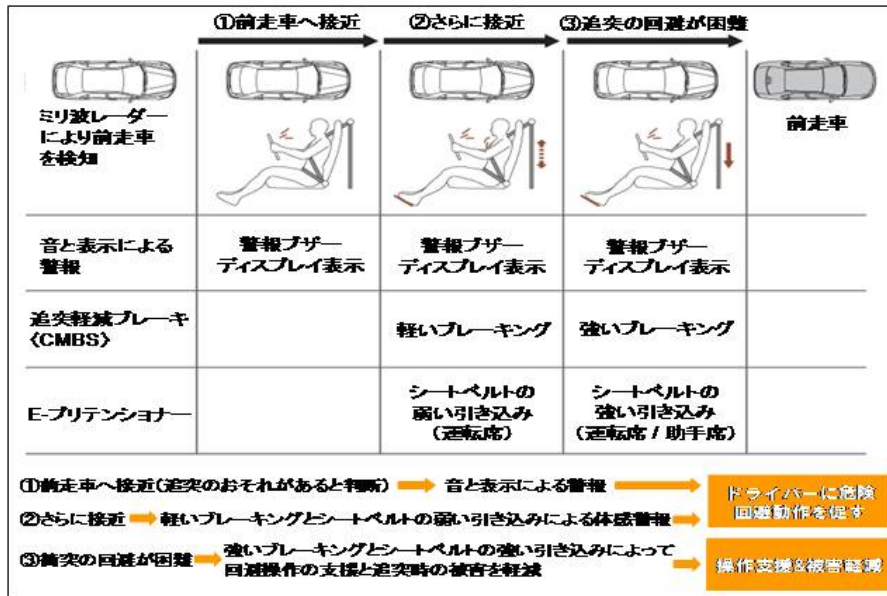 ①前走車へ接近
②さらに接近
③追突の回避が困難
ミリ波レーダー
により前走車
を検知
前走車
音と表示による
警報
警報ブザー
ディスプレイ表示
警報ブザー
ディスプレイ表示
警報ブザー
ディスプレイ表示
追突軽減ブレーキ
〈CMBS〉
軽いブレーキング
強いブレーキング
E-プリテンショナー
シートベルトの
弱い引き込み
(運転席)
シートベルトの
強い引き込み
(運転席 / 助手席)
①前走車へ接近(追突のおそれがあると判断)
音と表示による警報
ドライバーに危険
回避動作を促す
②さらに接近
軽いブレーキングとシートベルトの弱い引き込みによる体感警報
③衝突の回避が困難
強いブレーキングとシートベルトの強い引き込みによって
回避操作の支援と追突時の被害を軽減
操作支援&被害軽減